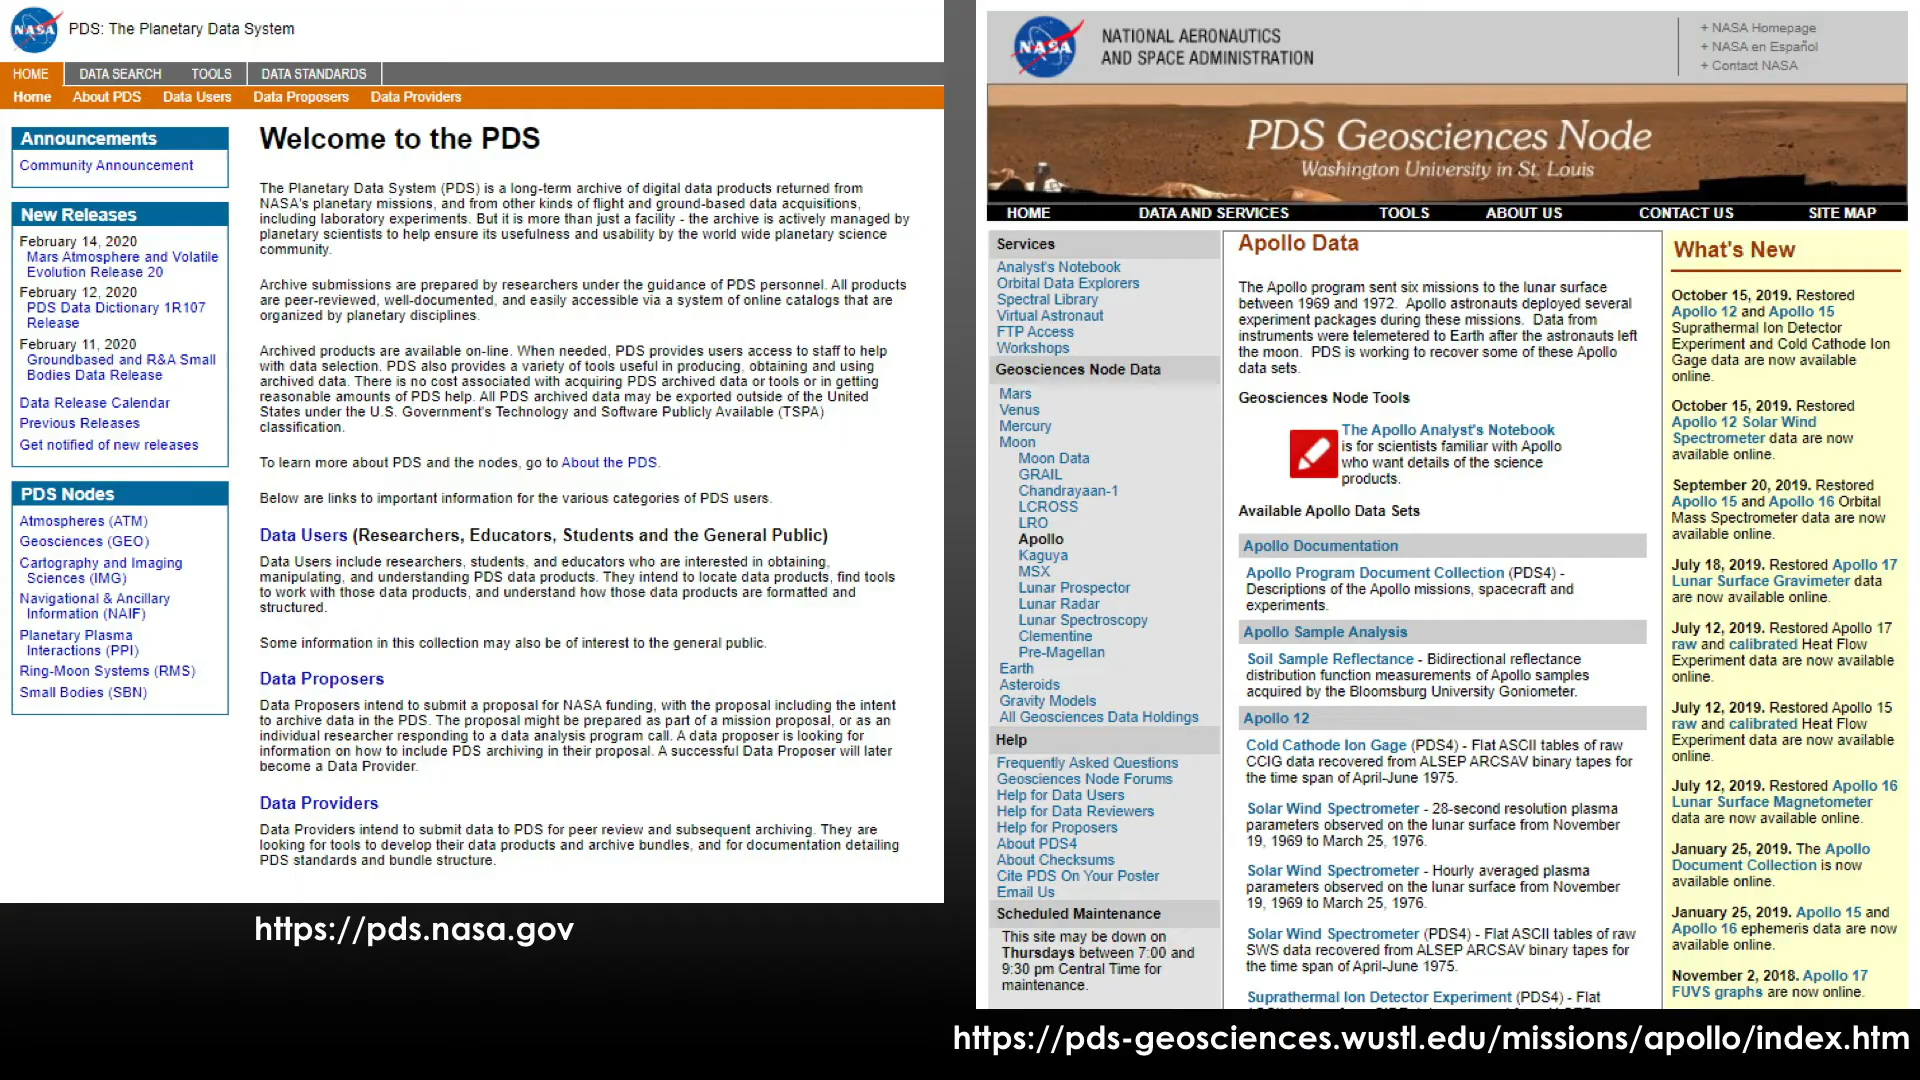 NASA
PDS: The Planetary Data System
HOME DATA SEARCH TOOLS DATA STANDARDS
Home About PDS Data Users Data Proposers Data Providers
Announcements
Community Announcement
New Releases
February 14, 2020
Mars Atmosphere and Volatile
Evolution Release 20
February 12, 2020
PDS Data Dictionary 1R107
Release
February 11, 2020
Groundbased and R&A Small
Bodies Data Release
Data Release Calendar
Previous Releases
Get notified of new releases
PDS Nodes
Atmospheres (ATM)
Geosciences (GEO)
Cartography and Imaging
Sciences (IMG)
Navigational & Ancillary
Information (NAIF)
Planetary Plasma
Interactions (PPI)
Ring-Moon Systems (RMS)
Small Bodies (SBN)
Welcome to the PDS
The Planetary Data System (PDS) is a long-term archive of digital data products returned from
NASA's planetary missions, and from other kinds of flight and ground-based data acquisitions,
including laboratory experiments. But it is more than just a facility - the archive is actively managed by
planetary scientists to help ensure its usefulness and usability by the world wide planetary science
community.
Archive submissions are prepared by researchers under the guidance of PDS personnel. All products
are peer-reviewed, well-documented, and easily accessible via a system of online catalogs that are
organized by planetary disciplines.
Archived products are available on-line. When needed, PDS provides users access to staff to help
with data selection. PDS also provides a variety of tools useful in producing, obtaining and using
archived data. There is no cost associated with acquiring PDS archived data or tools or in getting
reasonable amounts of PDS help. All PDS archived data may be exported outside of the United
States under the U.S. Government's Technology and Software Publicly Available (TSPA)
classification.
To learn more about PDS and the nodes, go to About the PDS.
Below are links to important information for the various categories of PDS users.
Data Users (Researchers, Educators, Students and the General Public)
Data Users include researchers, students, and educators who are interested in obtaining,
manipulating, and understanding PDS data products. They intend to locate data products, find tools
to work with those data products, and understand how those data products are formatted and
structured.
Some information in this collection may also be of interest to the general public.
Data Proposers
Data Proposers intend to submit a proposal for NASA funding, with the proposal including the intent
to archive data in the PDS. The proposal might be prepared as part of a mission proposal, or as an
individual researcher responding to a data analysis program call. A data proposer is looking for
information on how to include PDS archiving in their proposal. A successful Data Proposer will later
become a Data Provider.
Data Providers
Data Providers intend to submit data to PDS for peer review and subsequent archiving. They are
looking for tools to develop their data products and archive bundles, and for documentation detailing
PDS standards and bundle structure.
https://pds.nasa.gov
NASA
NATIONAL AERONAUTICS
AND SPACE ADMINISTRATION
+ NASA Homepage
+ NASA en Español
+ Contact NASA
PDS Geosciences Node
Washington University in St. Louis
HOME DATA AND SERVICES TOOLS ABOUT US CONTACT US SITE MAP
Services
Analyst's Notebook
Orbital Data Explorers
Spectral Library
Virtual Astronaut
FTP Access
Workshops
Geosciences Node Data
Mars
Venus
Mercury
Moon
Moon Data
GRAIL
Chandrayaan-1
LCROSS
LRO
Apollo
Kaguya
MSX
Lunar Prospector
Lunar Radar
Lunar Spectroscopy
Clementine
Pre-Magellan
Earth
Asteroids
Gravity Models
All Geosciences Data Holdings
Help
Frequently Asked Questions
Geosciences Node Forums
Help for Data Users
Help for Data Reviewers
Help for Proposers
About PDS4
About Checksums
Cite PDS On Your Poster
Email Us
Scheduled Maintenance
This site may be down on
Thursdays between 7:00 and
9:30 pm Central Time for
maintenance.
Apollo Data
The Apollo program sent six missions to the lunar surface
between 1969 and 1972. Apollo astronauts deployed several
experiment packages during these missions. Data from
instruments were telemetered to Earth after the astronauts left
the moon. PDS is working to recover some of these Apollo
data sets.
Geosciences Node Tools
The Apollo Analyst's Notebook
is for scientists familiar with Apollo
who want details of the science
products.
Available Apollo Data Sets
Apollo Documentation
Apollo Program Document Collection (PDS4) -
Descriptions of the Apollo missions, spacecraft and
experiments.
Apollo Sample Analysis
Soil Sample Reflectance - Bidirectional reflectance
distribution function measurements of Apollo samples
acquired by the Bloomsburg University Goniometer.
Apollo 12
Cold Cathode Ion Gage (PDS4) - Flat ASCII tables of raw
CCIG data recovered from ALSEP ARCSAV binary tapes for
the time span of April-June 1975.
Solar Wind Spectrometer - 28-second resolution plasma
parameters observed on the lunar surface from November
19, 1969 to March 25, 1976.
Solar Wind Spectrometer - Hourly averaged plasma
parameters observed on the lunar surface from November
19, 1969 to March 25, 1976.
Solar Wind Spectrometer (PDS4) - Flat ASCII tables of raw
SWS data recovered from ALSEP ARCSAV binary tapes for
the time span of April-June 1975.
Suprathermal Ion Detector Experiment (PDS4) - Flat
What's New
October 15, 2019. Restored
Apollo 12 and Apollo 15
Suprathermal Ion Detector
Experiment and Cold Cathode Ion
Gage data are now available
online.
October 15, 2019. Restored
Apollo 12 Solar Wind
Spectrometer data are now
available online.
September 20, 2019. Restored
Apollo 15 and Apollo 16 Orbital
Mass Spectrometer data are now
available online.
July 18, 2019. Restored Apollo 17
Lunar Surface Gravimeter data
are now available online.
July 12, 2019. Restored Apollo 17
raw and calibrated Heat Flow
Experiment data are now available
online.
July 12, 2019. Restored Apollo 15
raw and calibrated Heat Flow
Experiment data are now available
online.
July 12, 2019. Restored Apollo 16
Lunar Surface Magnetometer
data are now available online.
January 25, 2019. The Apollo
Document Collection is now
available online.
January 25, 2019. Apollo 15 and
Apollo 16 ephemeris data are now
available online.
November 2, 2018. Apollo 17
FUVS graphs are now online.
https://pds-geosciences.wustl.edu/missions/apollo/index.htm